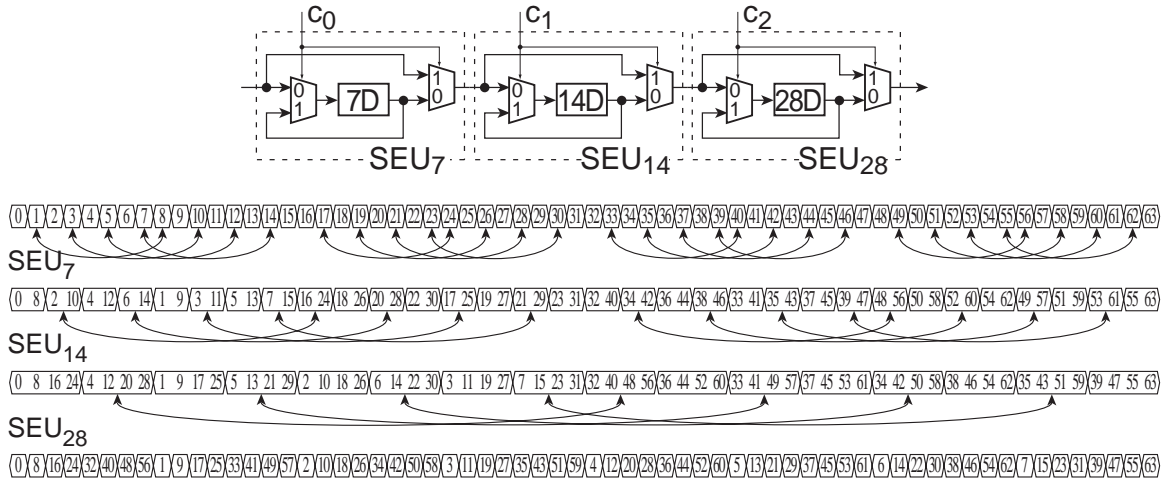 c0 c1 c2
0 1 7D 1 0 0 1 14D 1 0 0 1 28D 1 0
SEU7 SEU14 SEU28
0 1 2 3 4 5 6 7 8 9 10 11 12 13 14 15 16 17 18 19 20 21 22 23 24 25 26 27 28 29 30 31 32 33 34 35 36 37 38 39 40 41 42 43 44 45 46 47 48 49 50 51 52 53 54 55 56 57 58 59 60 61 62 63
SEU7
0 8 2 10 4 12 6 14 1 9 3 11 5 13 7 15 16 24 18 26 20 28 22 30 17 25 19 27 21 29 23 31 32 40 34 42 36 44 38 46 33 41 35 43 37 45 39 47 48 56 50 58 52 60 54 62 49 57 51 59 53 61 55 63
SEU14
0 8 16 24 4 12 20 28 1 9 17 25 5 13 21 29 2 10 18 26 6 14 22 30 3 11 19 27 7 15 23 31 32 40 48 56 36 44 52 60 33 41 49 57 37 45 53 61 34 42 50 58 38 46 54 62 35 43 51 59 39 47 55 63
SEU28
0 8 16 24 32 40 48 56 1 9 17 25 33 41 49 57 2 10 18 26 34 42 50 58 3 11 19 27 35 43 51 59 4 12 20 28 36 44 52 60 5 13 21 29 37 45 53 61 6 14 22 30 38 46 54 62 7 15 23 31 39 47 55 63